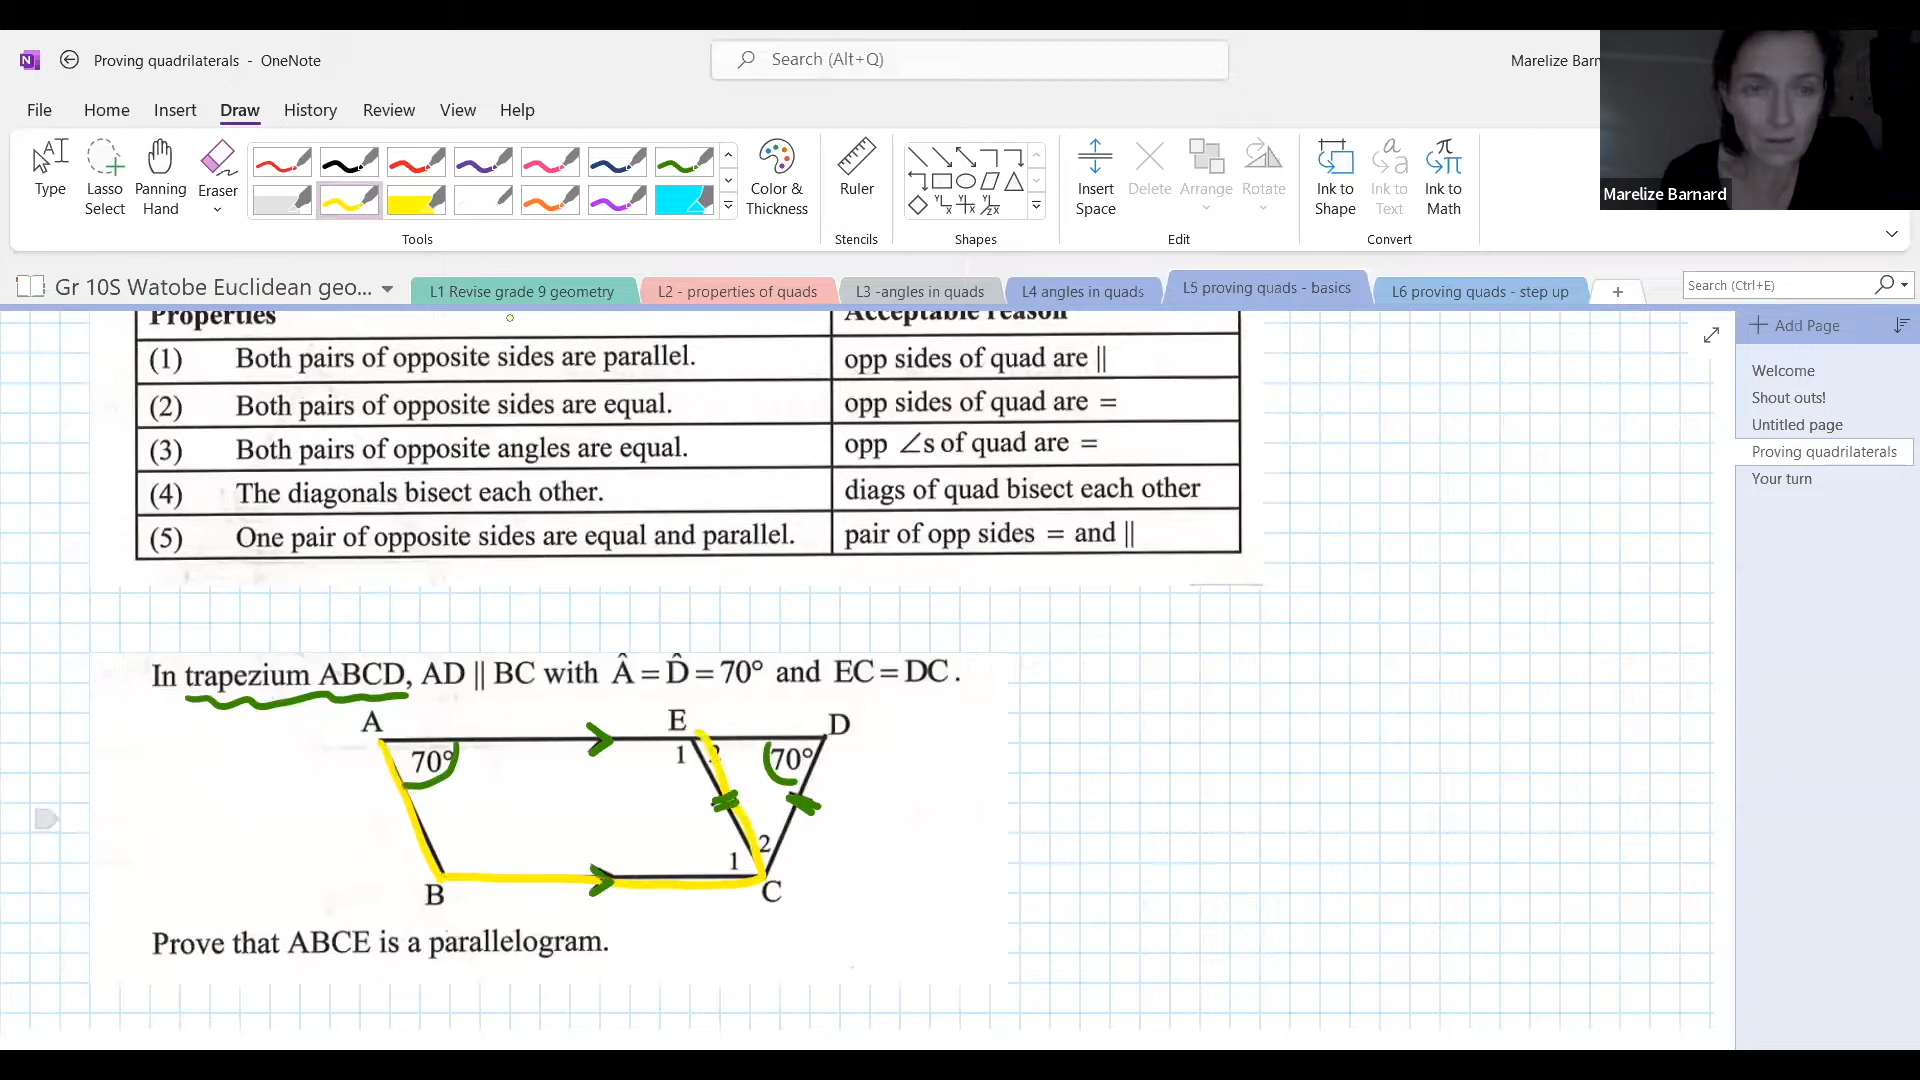 Proving quadrilaterals - OneNote
Search (Alt+Q)
Marelize Barn
File Home Insert Draw History Review View Help
Type
Lasso Select
Panning Hand
Eraser
Color & Thickness
Ruler
Insert Space
Delete
Arrange
Rotate
Ink to Shape
Ink to Text
Ink to Math
Marelize Barnard
Tools
Stencils
Shapes
Edit
Convert
Gr 10S Watobe Euclidean geo...
L1 Revise grade 9 geometry
L2 - properties of quads
L3 -angles in quads
L4 angles in quads
L5 proving quads - basics
L6 proving quads - step up
Search (Ctrl+E)
Add Page
Welcome
Shout outs!
Untitled page
Proving quadrilaterals
Your turn
Properties Acceptable reason
(1) Both pairs of opposite sides are parallel. opp sides of quad are ||
(2) Both pairs of opposite sides are equal. opp sides of quad are =
(3) Both pairs of opposite angles are equal. opp ∠s of quad are =
(4) The diagonals bisect each other. diags of quad bisect each other
(5) One pair of opposite sides are equal and parallel. pair of opp sides = and ||
In trapezium ABCD, AD || BC with Â = D̂ = 70° and EC = DC.
A E D
70° 1 2 70°
1 2
B C
Prove that ABCE is a parallelogram.